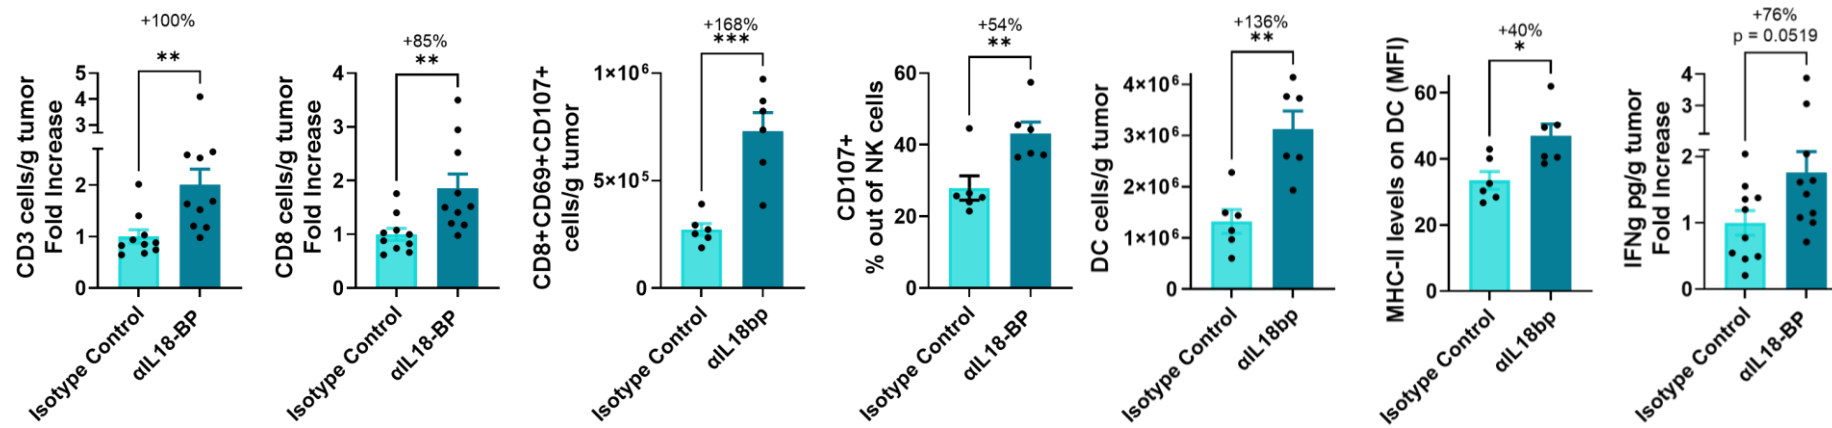 +100%
**
CD3 cells/g tumor
Fold Increase
5
4
3
2
1
0
Isotype Control
αIL18-BP
+85%
**
CD8 cells/g tumor
Fold Increase
4
3
2
1
0
Isotype Control
αIL18-BP
+168%
***
CD8+CD69+CD107+
cells/g tumor
1×10⁶
5×10⁵
0
Isotype Control
αIL18bp
+54%
**
CD107+
% out of NK cells
60
40
20
0
Isotype Control
αIL18-BP
+136%
**
DC cells/g tumor
4×10⁶
3×10⁶
2×10⁶
1×10⁶
0
Isotype Control
αIL18bp
+40%
*
MHC-II levels on DC (MFI)
60
40
20
0
Isotype Control
αIL18bp
+76%
p = 0.0519
IFNg pg/g tumor
Fold Increase
4
3
2
1
0
Isotype Control
αIL18-BP